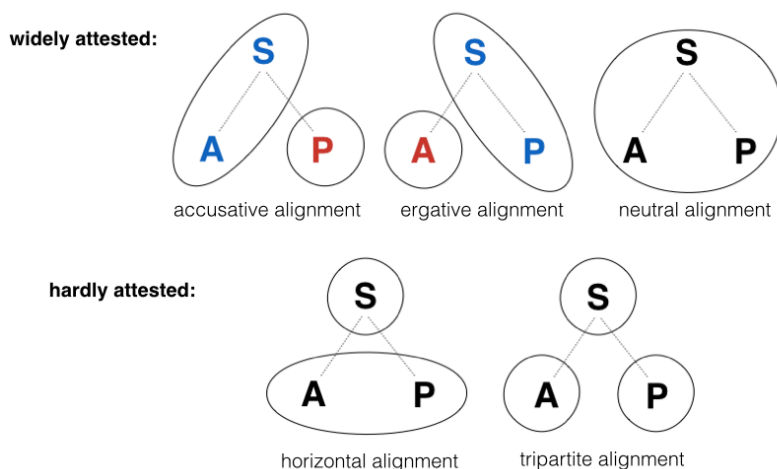 widely attested:
S S S
A P A P A P
accusative alignment ergative alignment neutral alignment
hardly attested:
S S
A P A P
horizontal alignment tripartite alignment